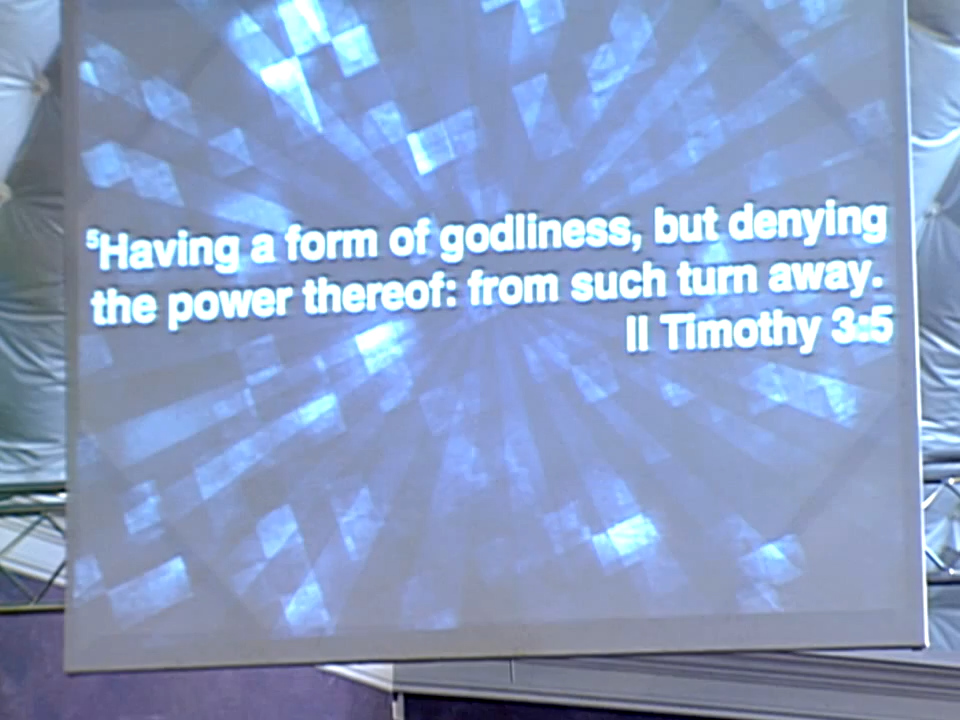 ⁵Having a form of godliness, but denying
the power thereof: from such turn away.
II Timothy 3:5